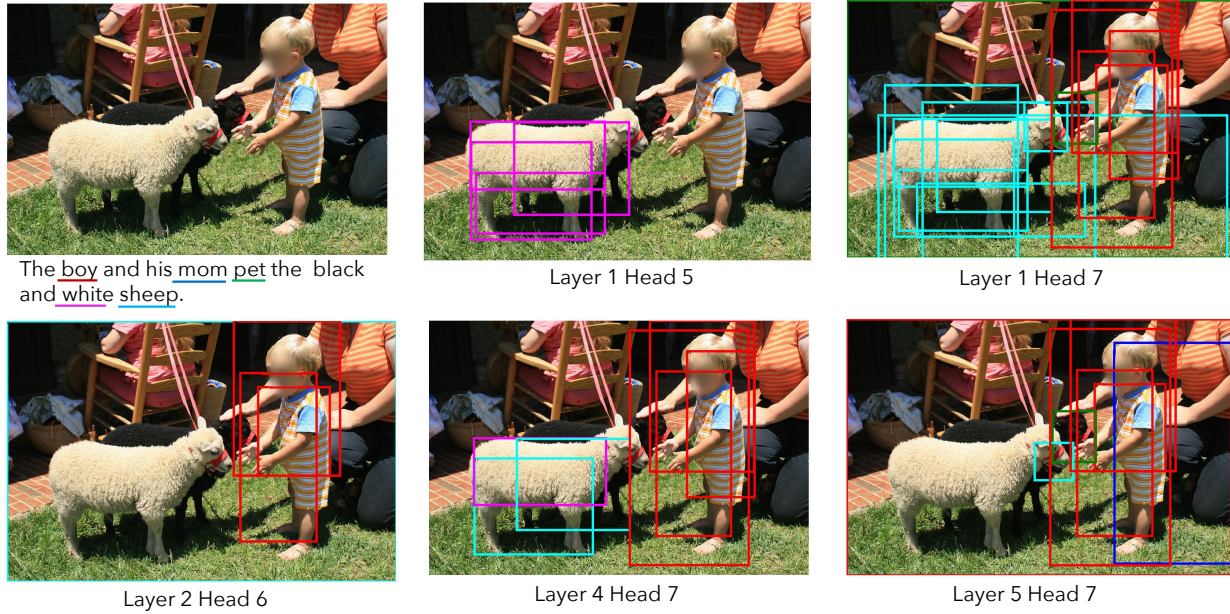 The boy and his mom pet the  black
and white sheep.
Layer 1 Head 5
Layer 1 Head 7
Layer 2 Head 6
Layer 4 Head 7
Layer 5 Head 7